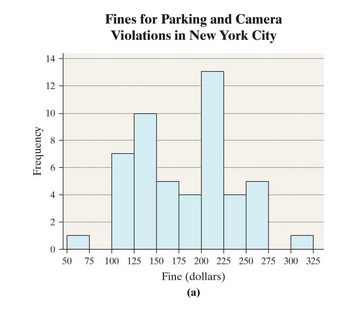 Fines for Parking and Camera
Violations in New York City
14
12
10
8
6
4
2
0
Frequency
50 75 100 125 150 175 200 225 250 275 300 325
Fine (dollars)
(a)